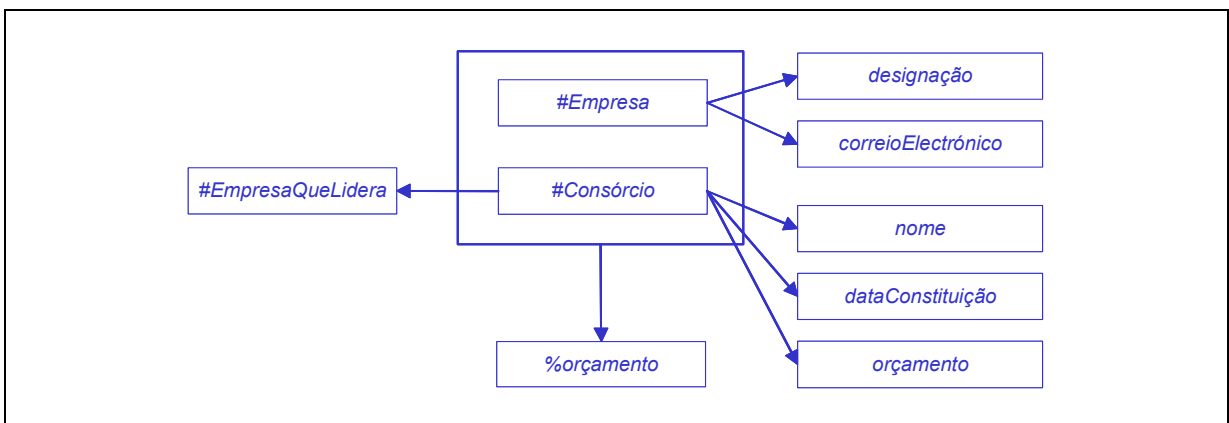 #Empresa
designação
correioElectrónico
#EmpresaQueLidera
#Consórcio
nome
dataConstituição
%orçamento
orçamento